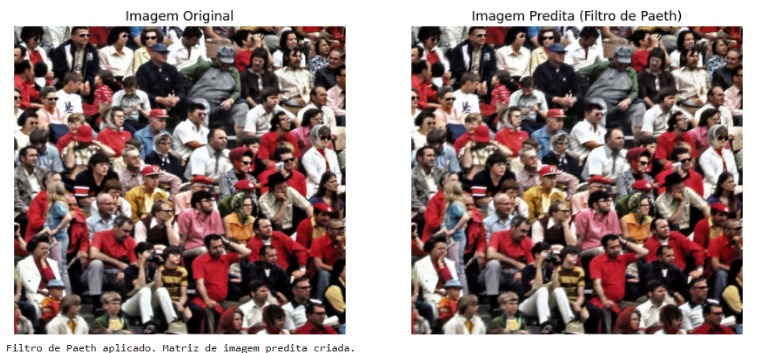 Imagem Original
Imagem Predita (Filtro de Paeth)
Filtro de Paeth aplicado. Matriz de imagem predita criada.